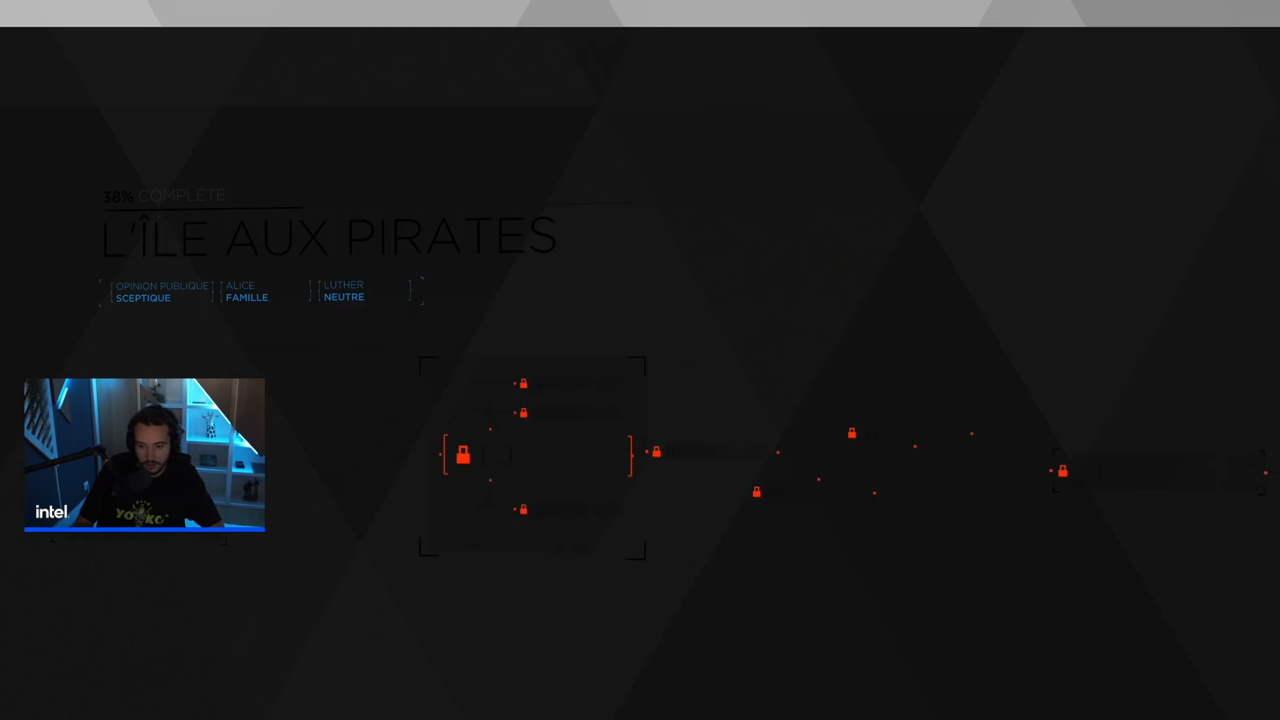 38% COMPLÉTÉ
L'ÎLE AUX PIRATES
OPINION PUBLIQUE
SCEPTIQUE
ALICE
FAMILLE
LUTHER
NEUTRE
intel